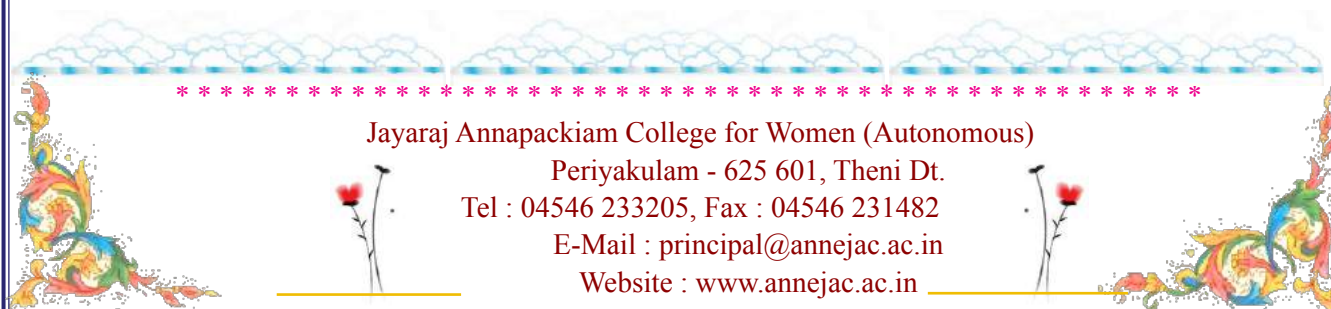 * * * * * * * * * * * * * * * * * * * * * * * * * * * * * * * * * * * * * * * * * * * * * * *
Jayaraj Annapackiam College for Women (Autonomous)
Periyakulam - 625 601, Theni Dt.
Tel : 04546 233205, Fax : 04546 231482
E-Mail : principal@annejac.ac.in
Website : www.annejac.ac.in